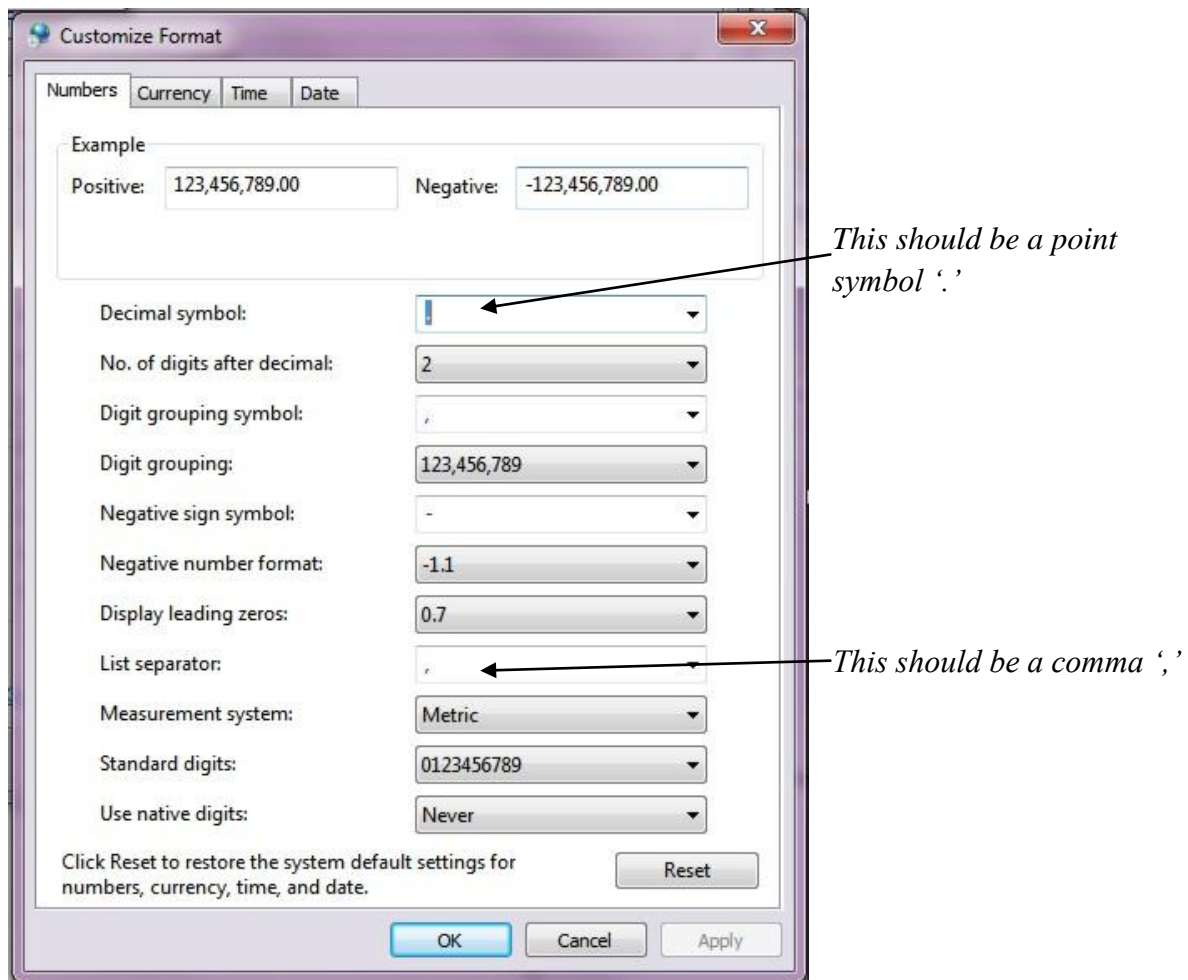 Customize Format
Numbers Currency Time Date
Example
Positive: 123,456,789.00 Negative: -123,456,789.00
This should be a point
symbol ‘.’
Decimal symbol: .
No. of digits after decimal: 2
Digit grouping symbol: ,
Digit grouping: 123,456,789
Negative sign symbol: -
Negative number format: -1.1
Display leading zeros: 0.7
List separator: ,
This should be a comma ‘,’
Measurement system: Metric
Standard digits: 0123456789
Use native digits: Never
Click Reset to restore the system default settings for
numbers, currency, time, and date.
Reset
OK Cancel Apply